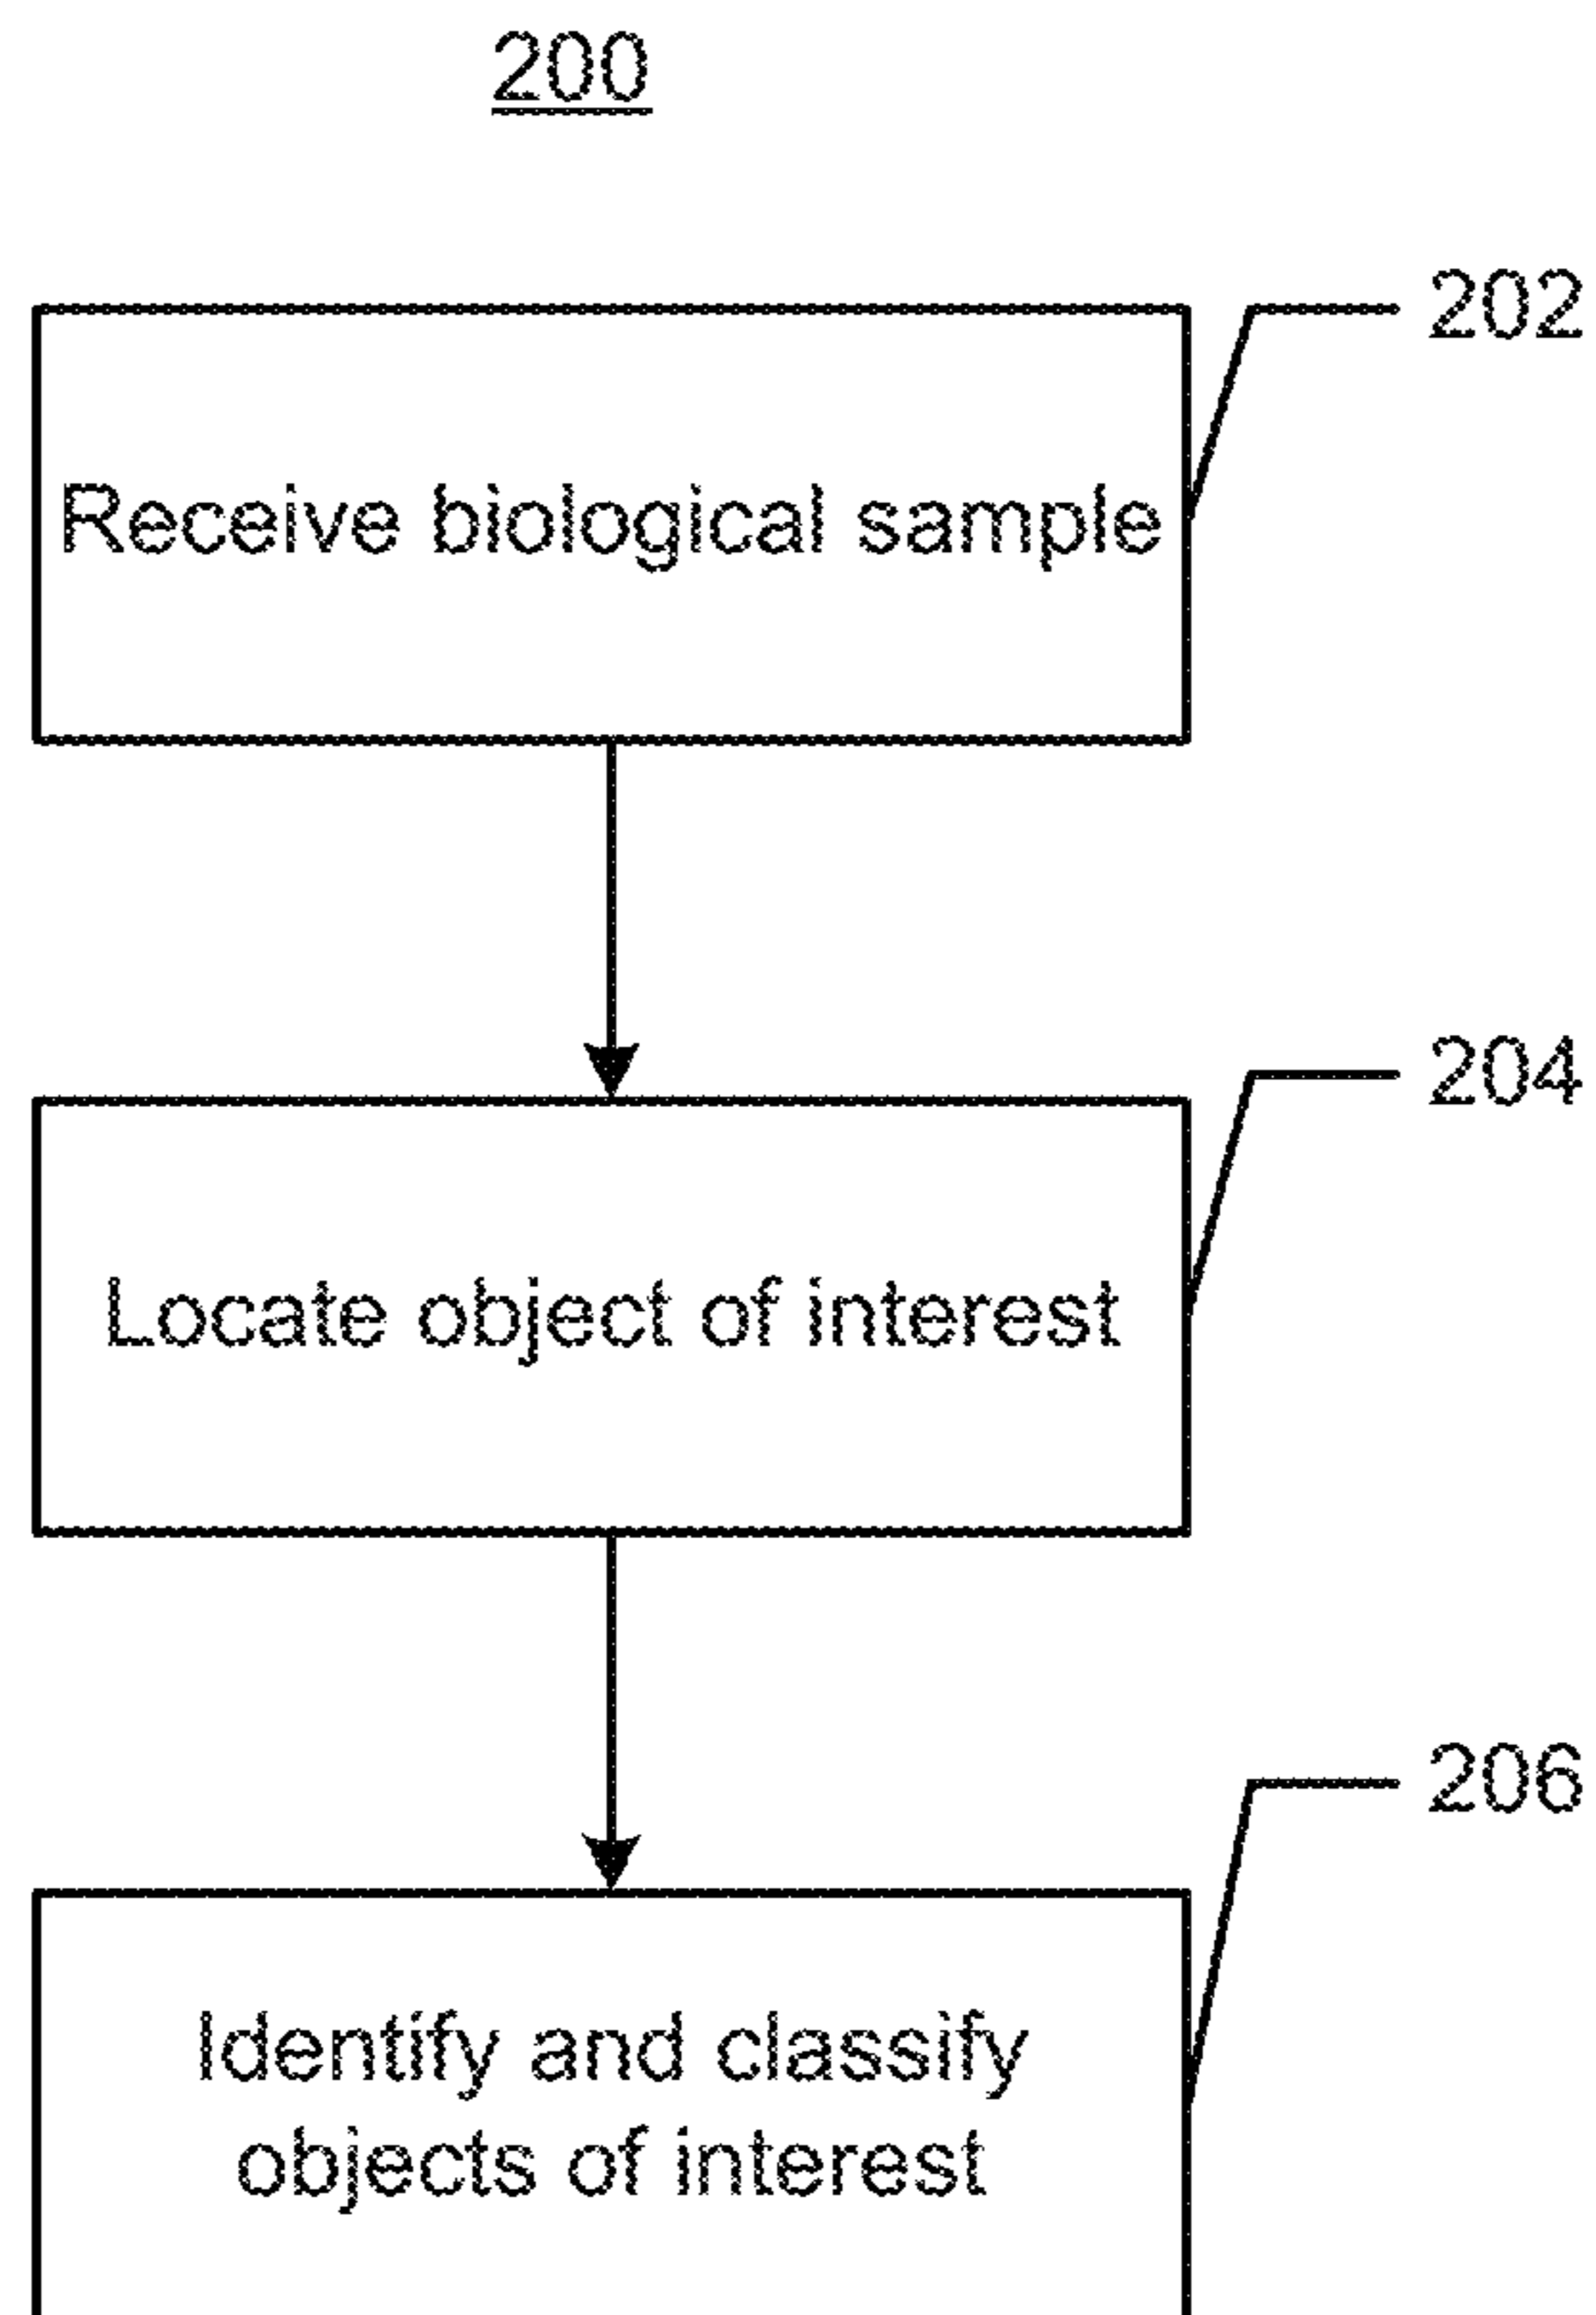 200
202
Receive biological sample
204
Locate object of interest
206
Identify and classify
objects of interest